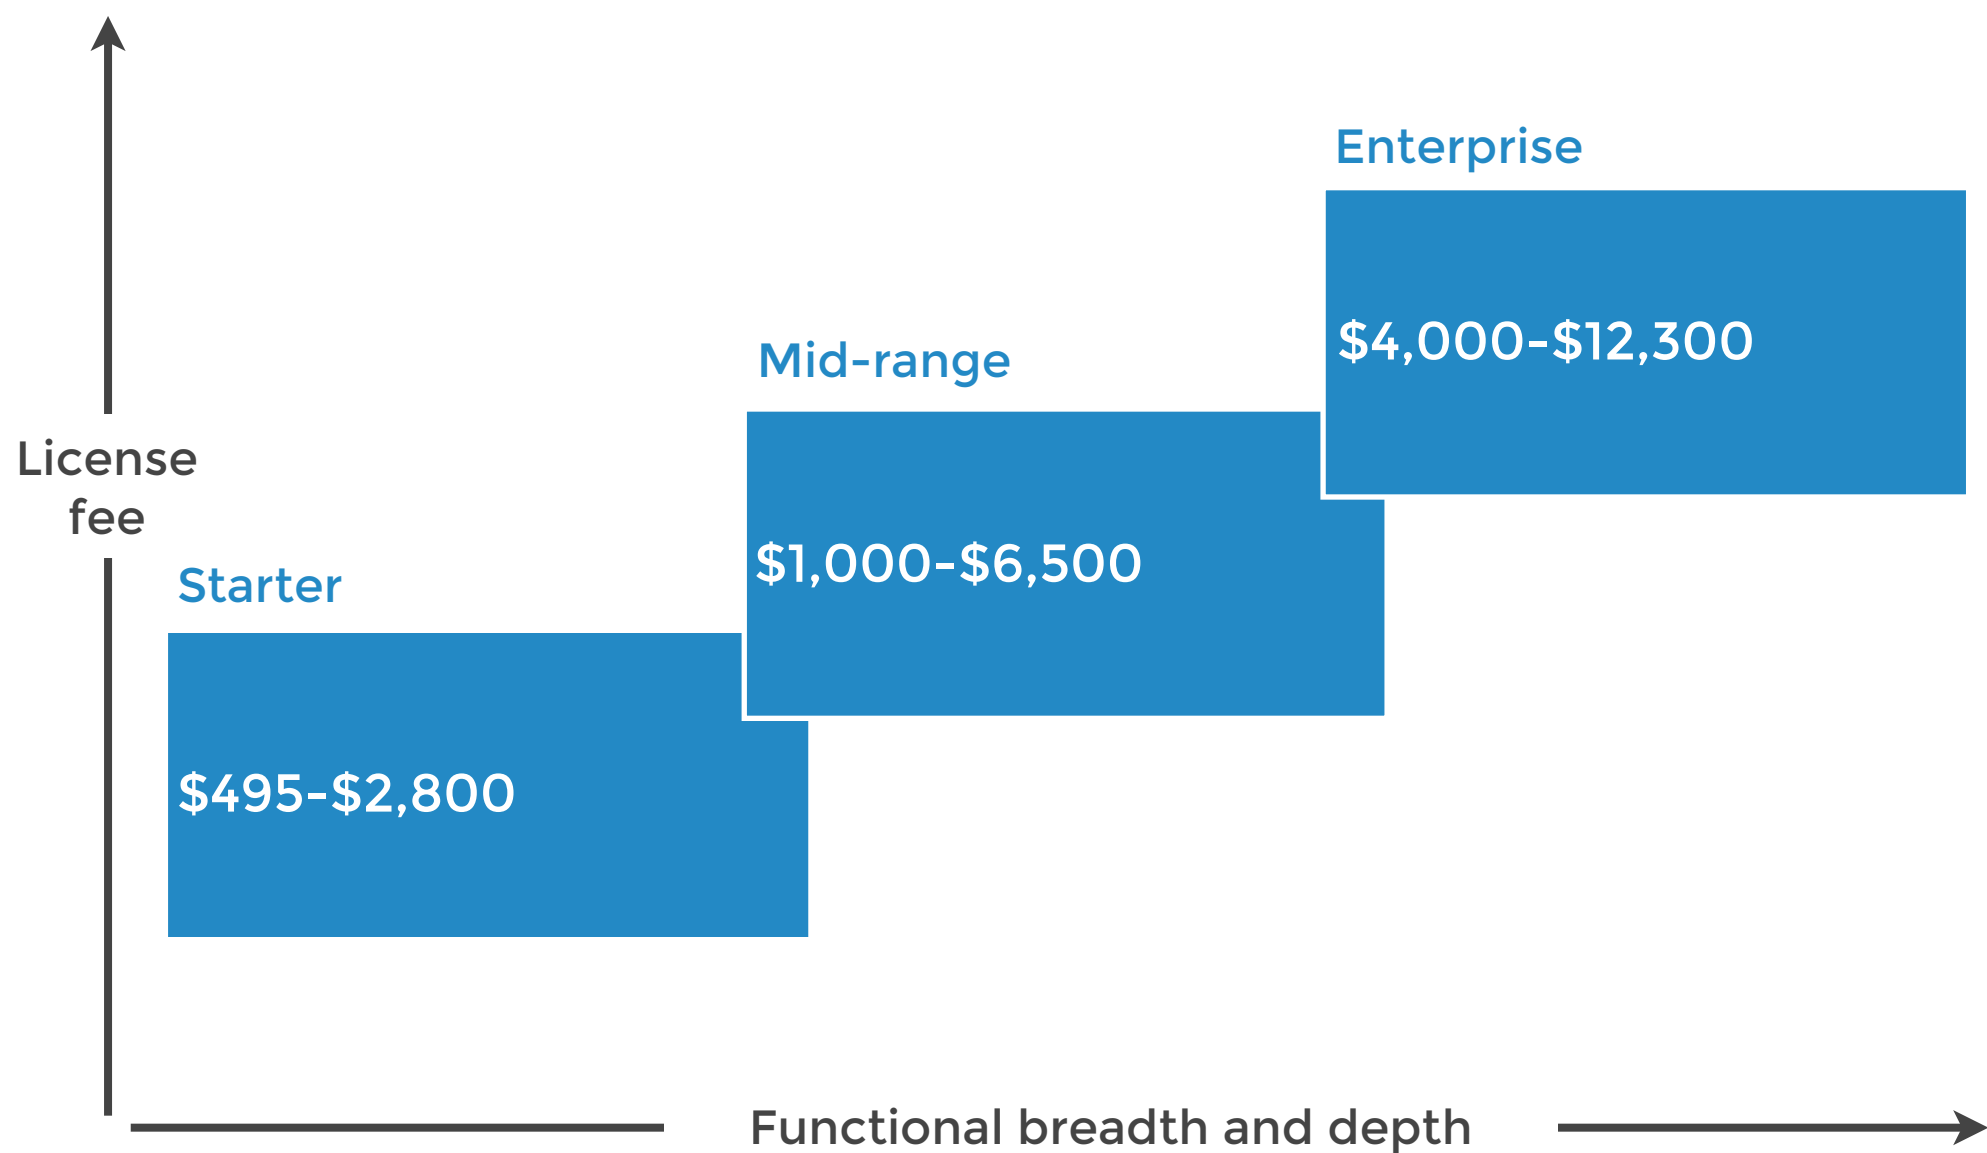 Enterprise
$4,000-$12,300
Mid-range
$1,000-$6,500
License
fee
Starter
$495-$2,800
Functional breadth and depth